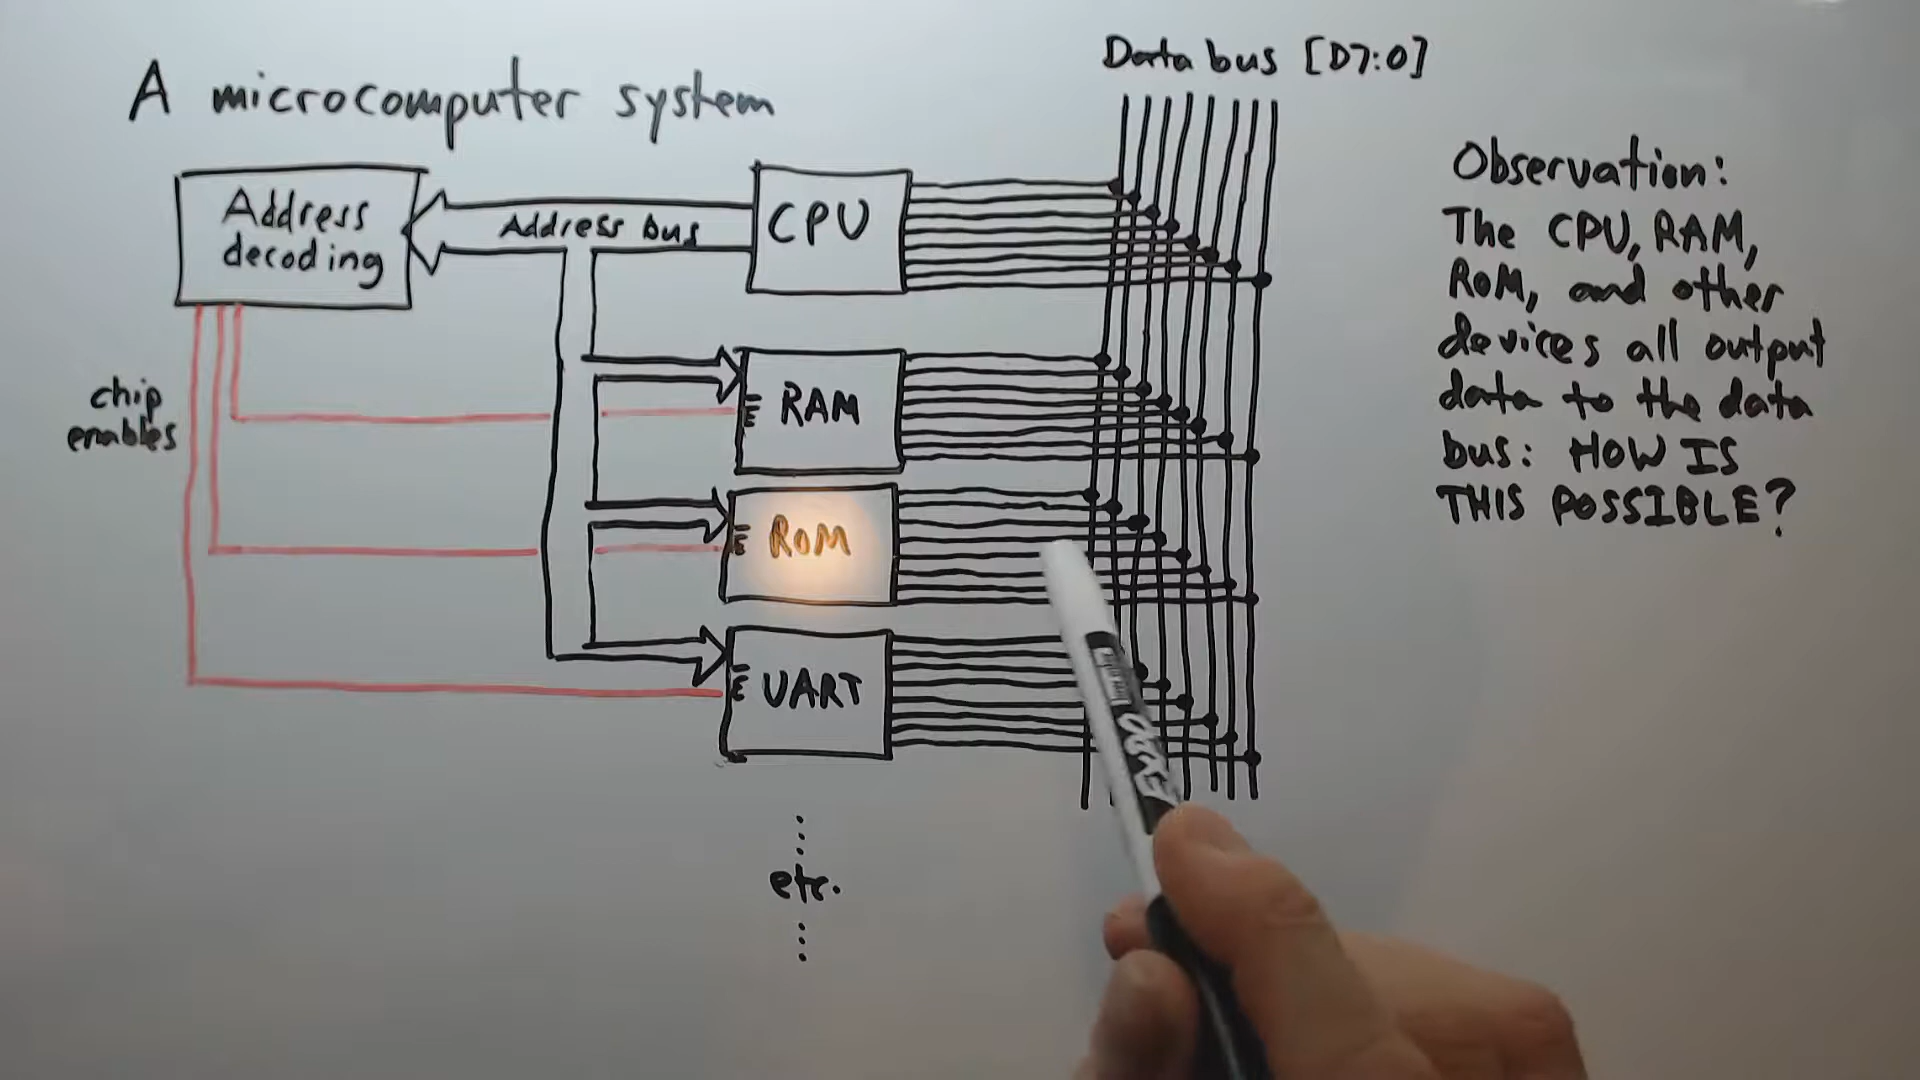 Data bus [D7:0]
A microcomputer system
Address
decoding
Address bus
CPU
Observation:
The CPU, RAM,
ROM, and other
devices all output
data to the data
bus: HOW IS
THIS POSSIBLE?
chip
enables
E
RAM
E
ROM
E
UART
etc.
EXPO